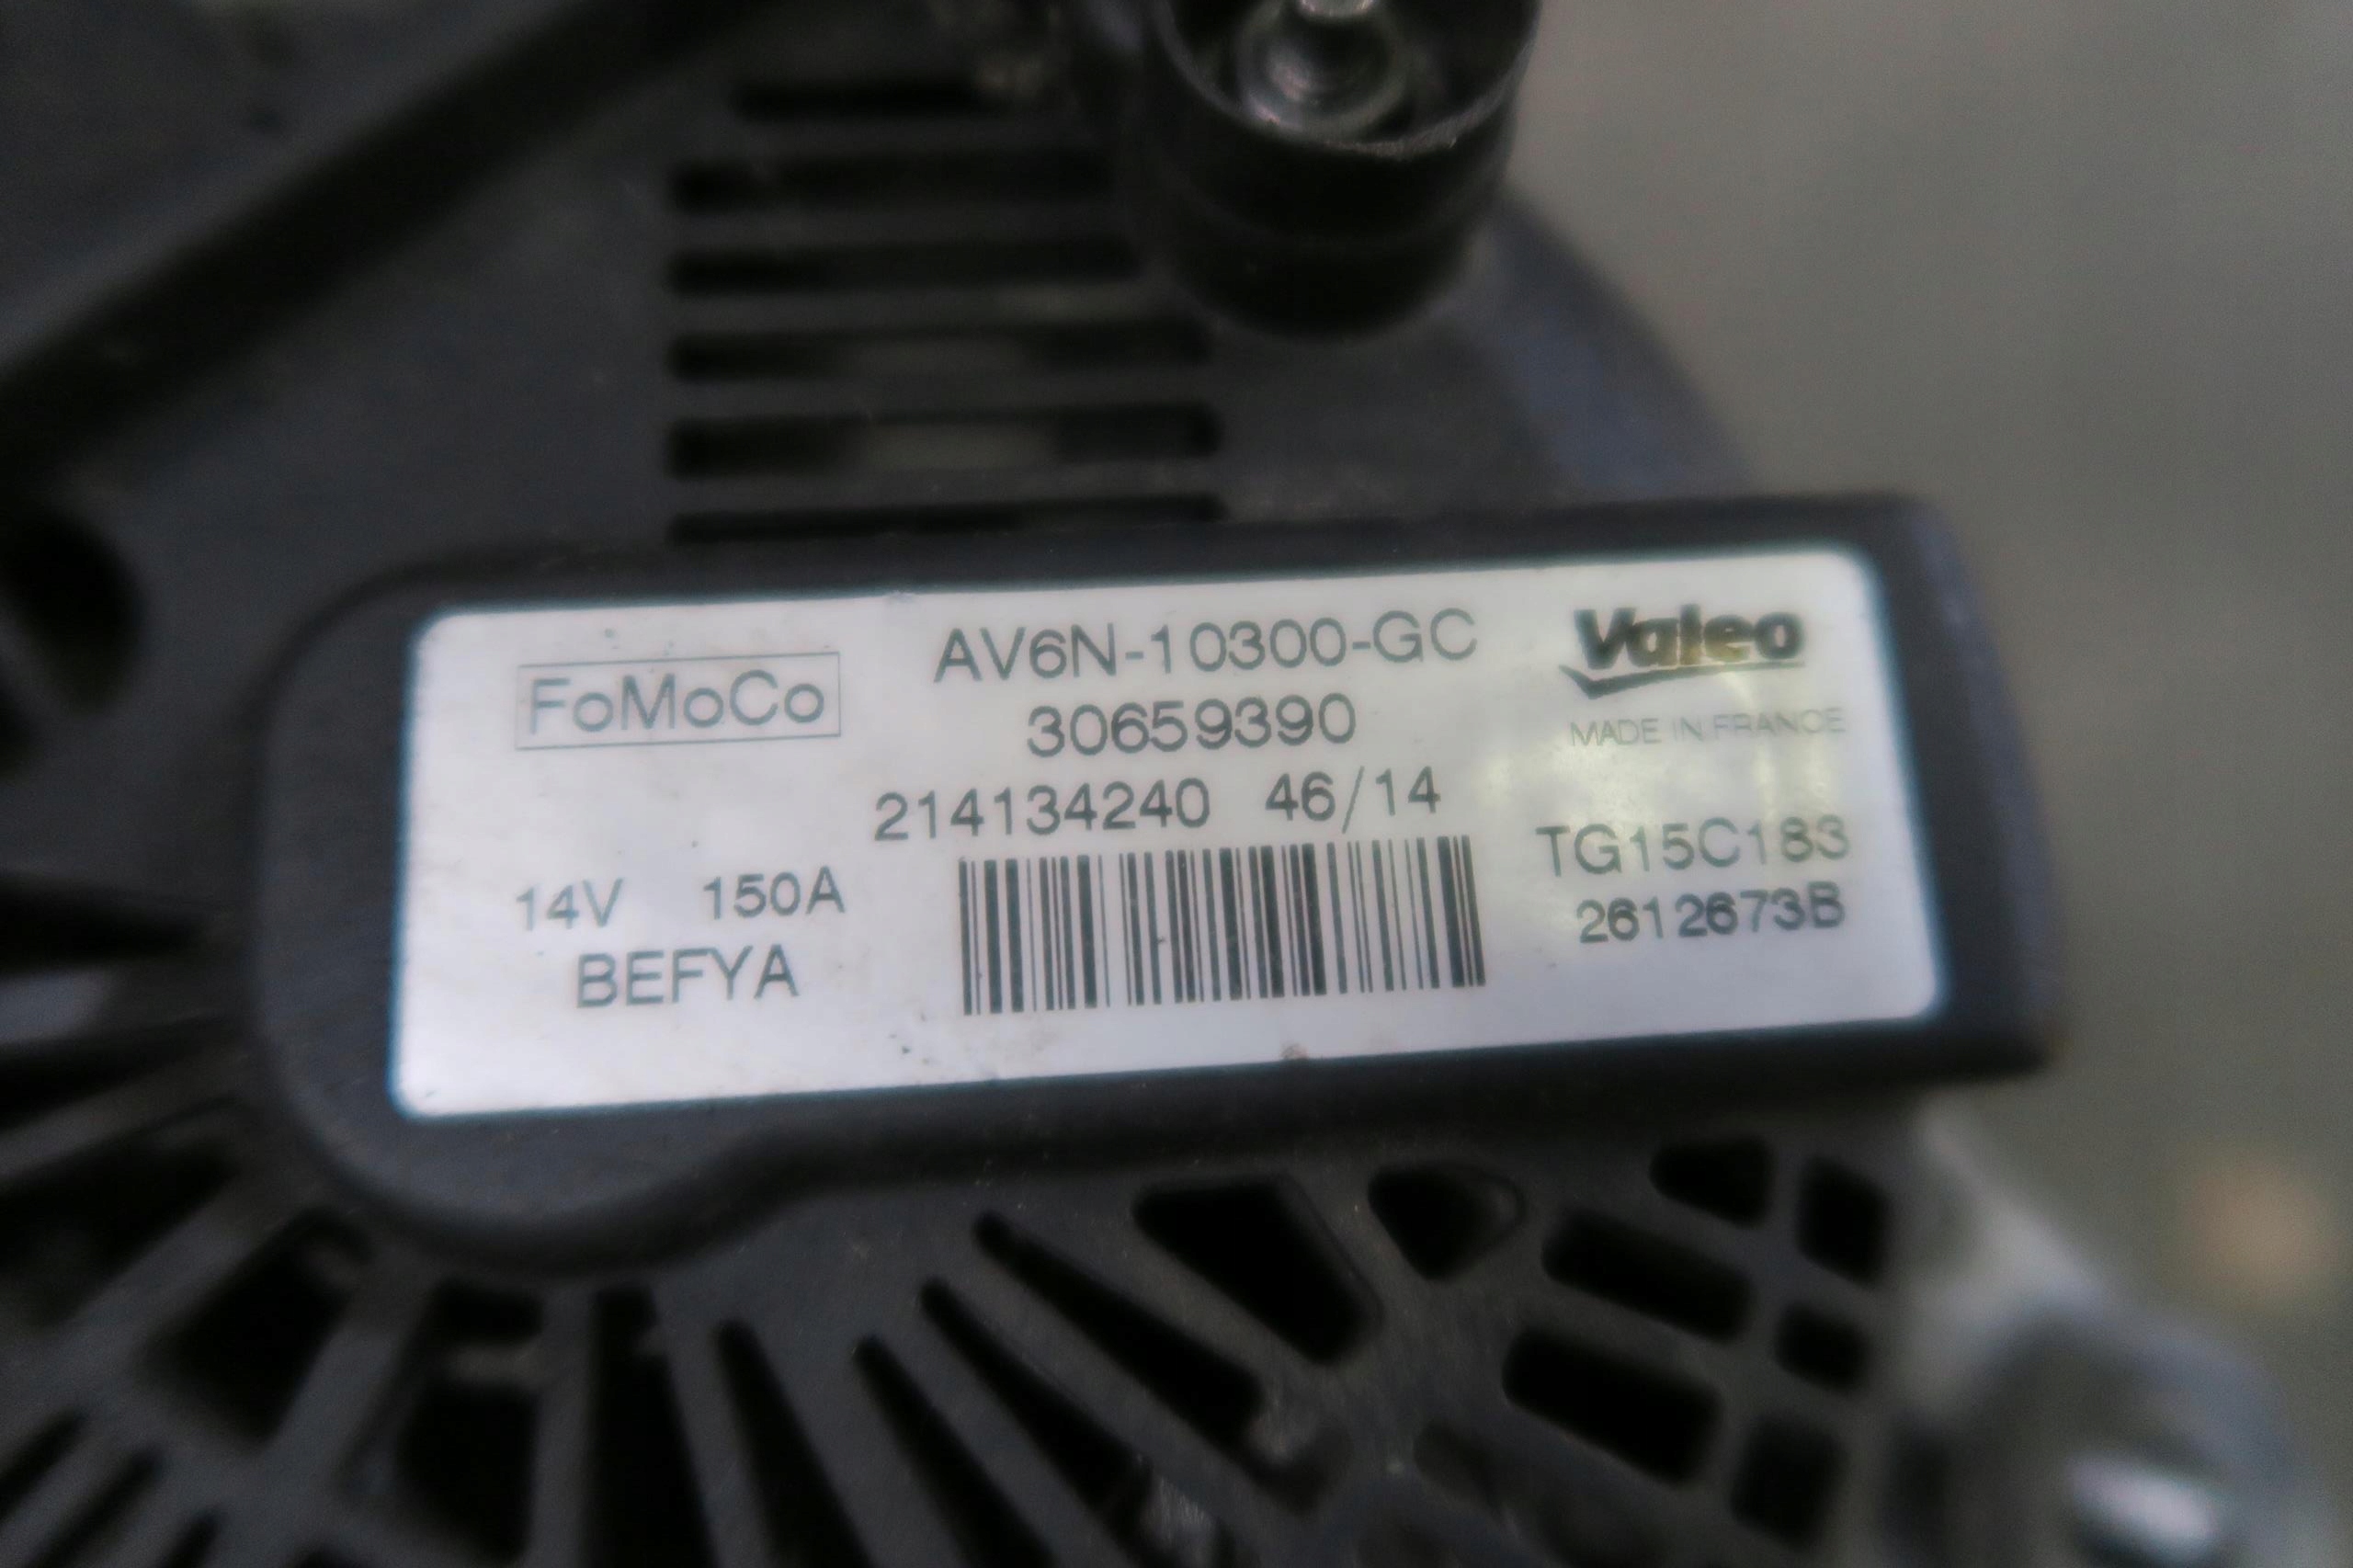 FoMoCo
AV6N-10300-GC
30659390
214134240 46/14
14V 150A
BEFYA
Valeo
MADE IN FRANCE
TG15C183
2612673B